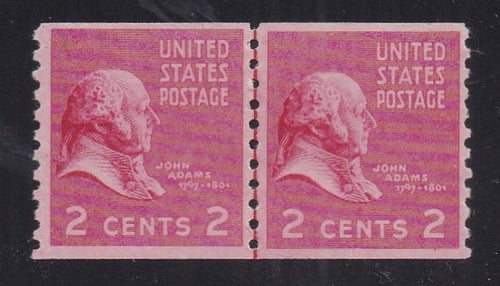 UNITED
STATES
POSTAGE
JOHN
ADAMS
1797-1801
2 CENTS 2
UNITED
STATES
POSTAGE
JOHN
ADAMS
1797-1801
2 CENTS 2